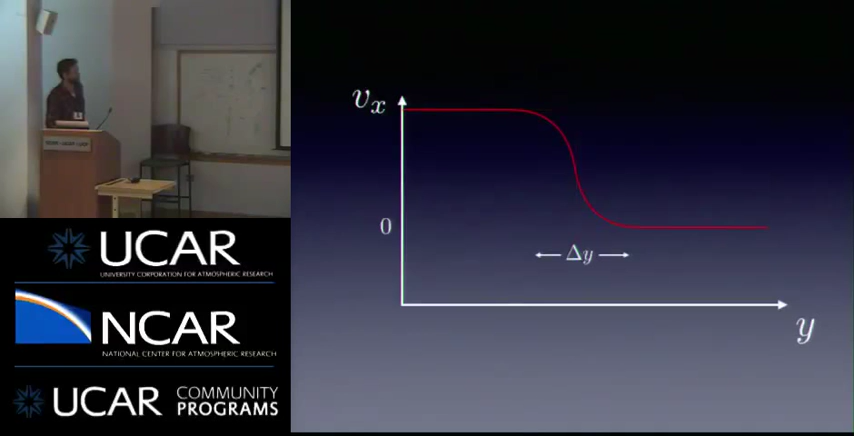 UCAR
UNIVERSITY CORPORATION FOR ATMOSPHERIC RESEARCH
NCAR
NATIONAL CENTER FOR ATMOSPHERIC RESEARCH
UCAR COMMUNITY PROGRAMS
v_x
0
Δy
y